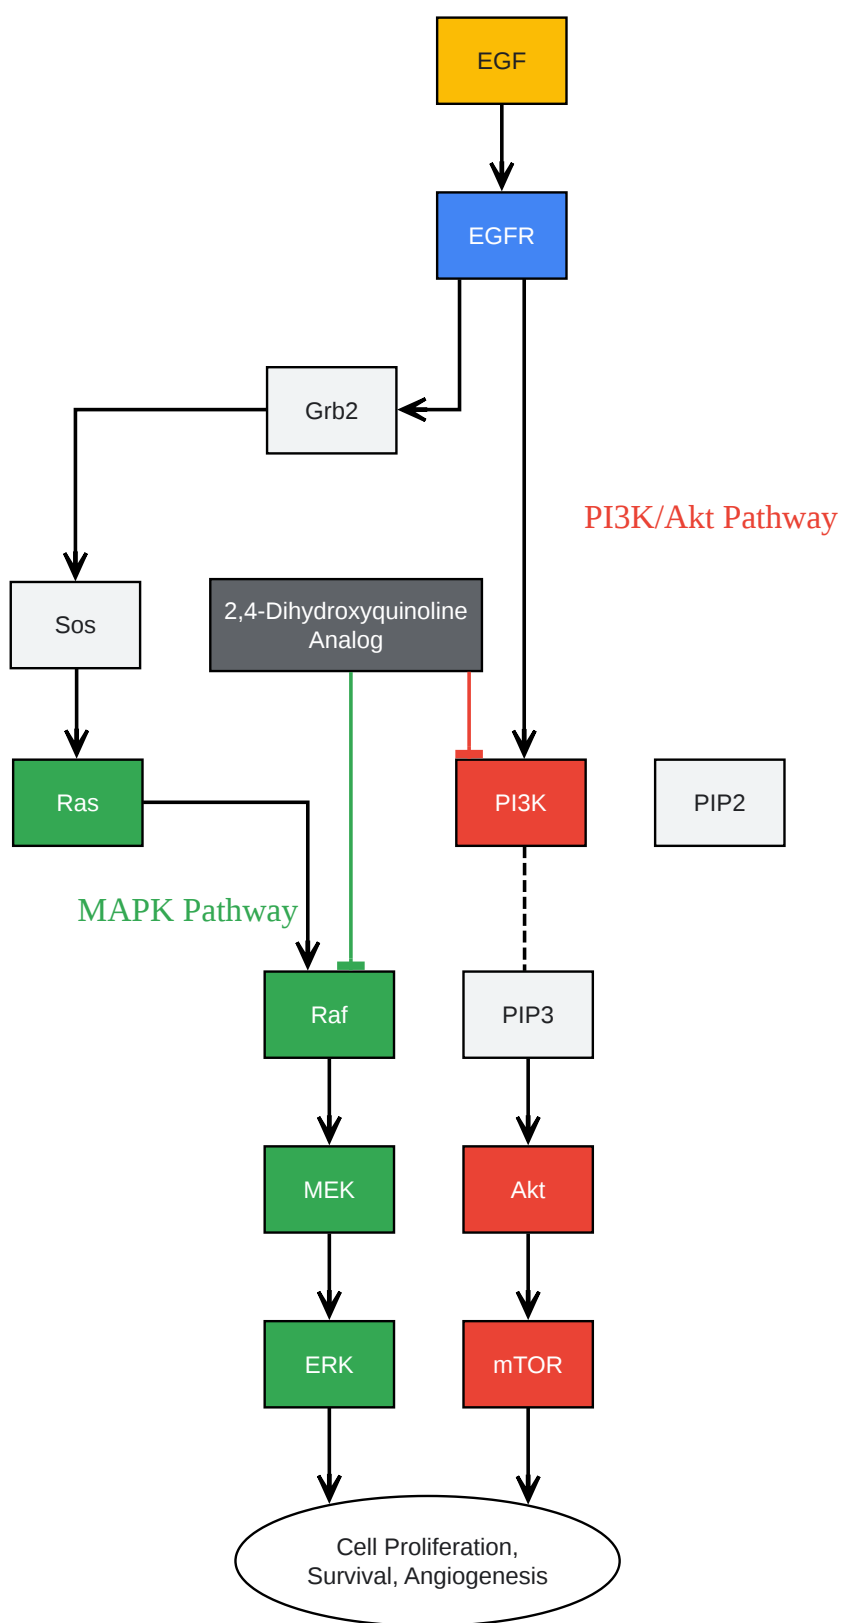 EGF
EGFR
Grb2
PI3K/Akt Pathway
Sos
2,4-Dihydroxyquinoline
Analog
Ras
PI3K
PIP2
MAPK Pathway
Raf
PIP3
MEK
Akt
ERK
mTOR
Cell Proliferation,
Survival, Angiogenesis